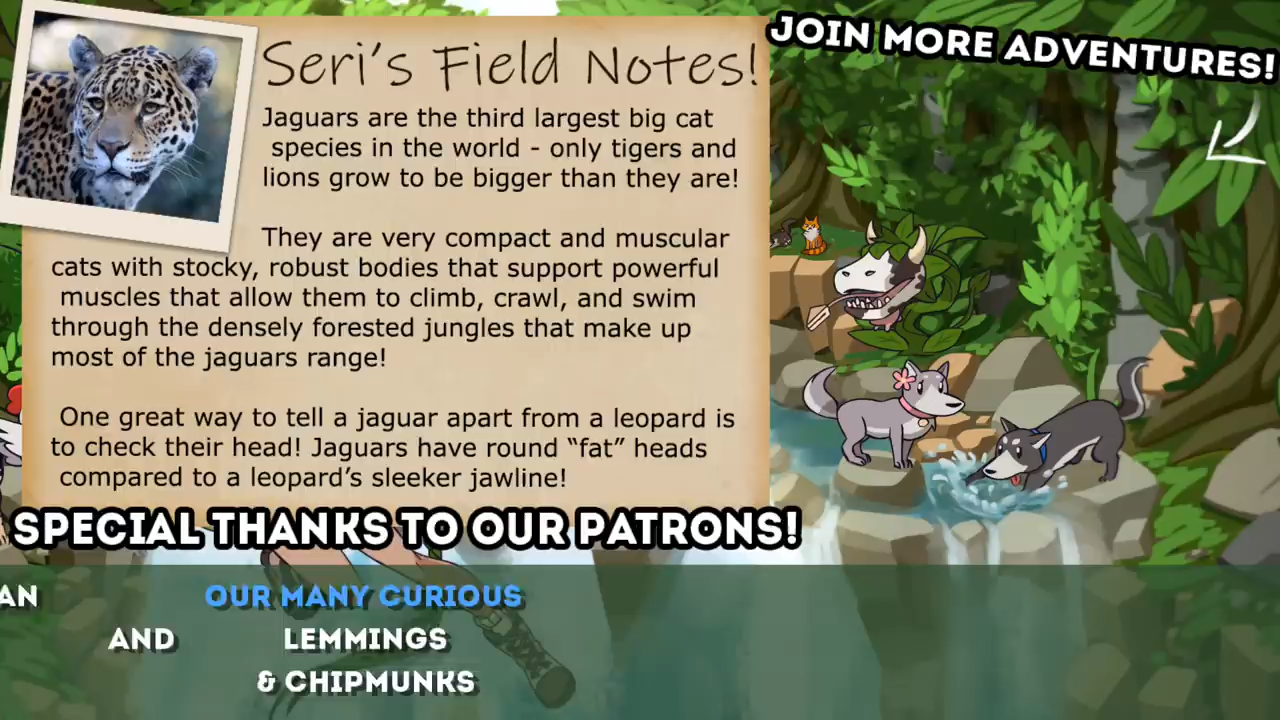 Seri's Field Notes!
Jaguars are the third largest big cat
species in the world - only tigers and
lions grow to be bigger than they are!
They are very compact and muscular
cats with stocky, robust bodies that support powerful
muscles that allow them to climb, crawl, and swim
through the densely forested jungles that make up
most of the jaguars range!
One great way to tell a jaguar apart from a leopard is
to check their head! Jaguars have round “fat” heads
compared to a leopard’s sleeker jawline!
JOIN MORE ADVENTURES!
SPECIAL THANKS TO OUR PATRONS!
AN
AND
OUR MANY CURIOUS
LEMMINGS
& CHIPMUNKS